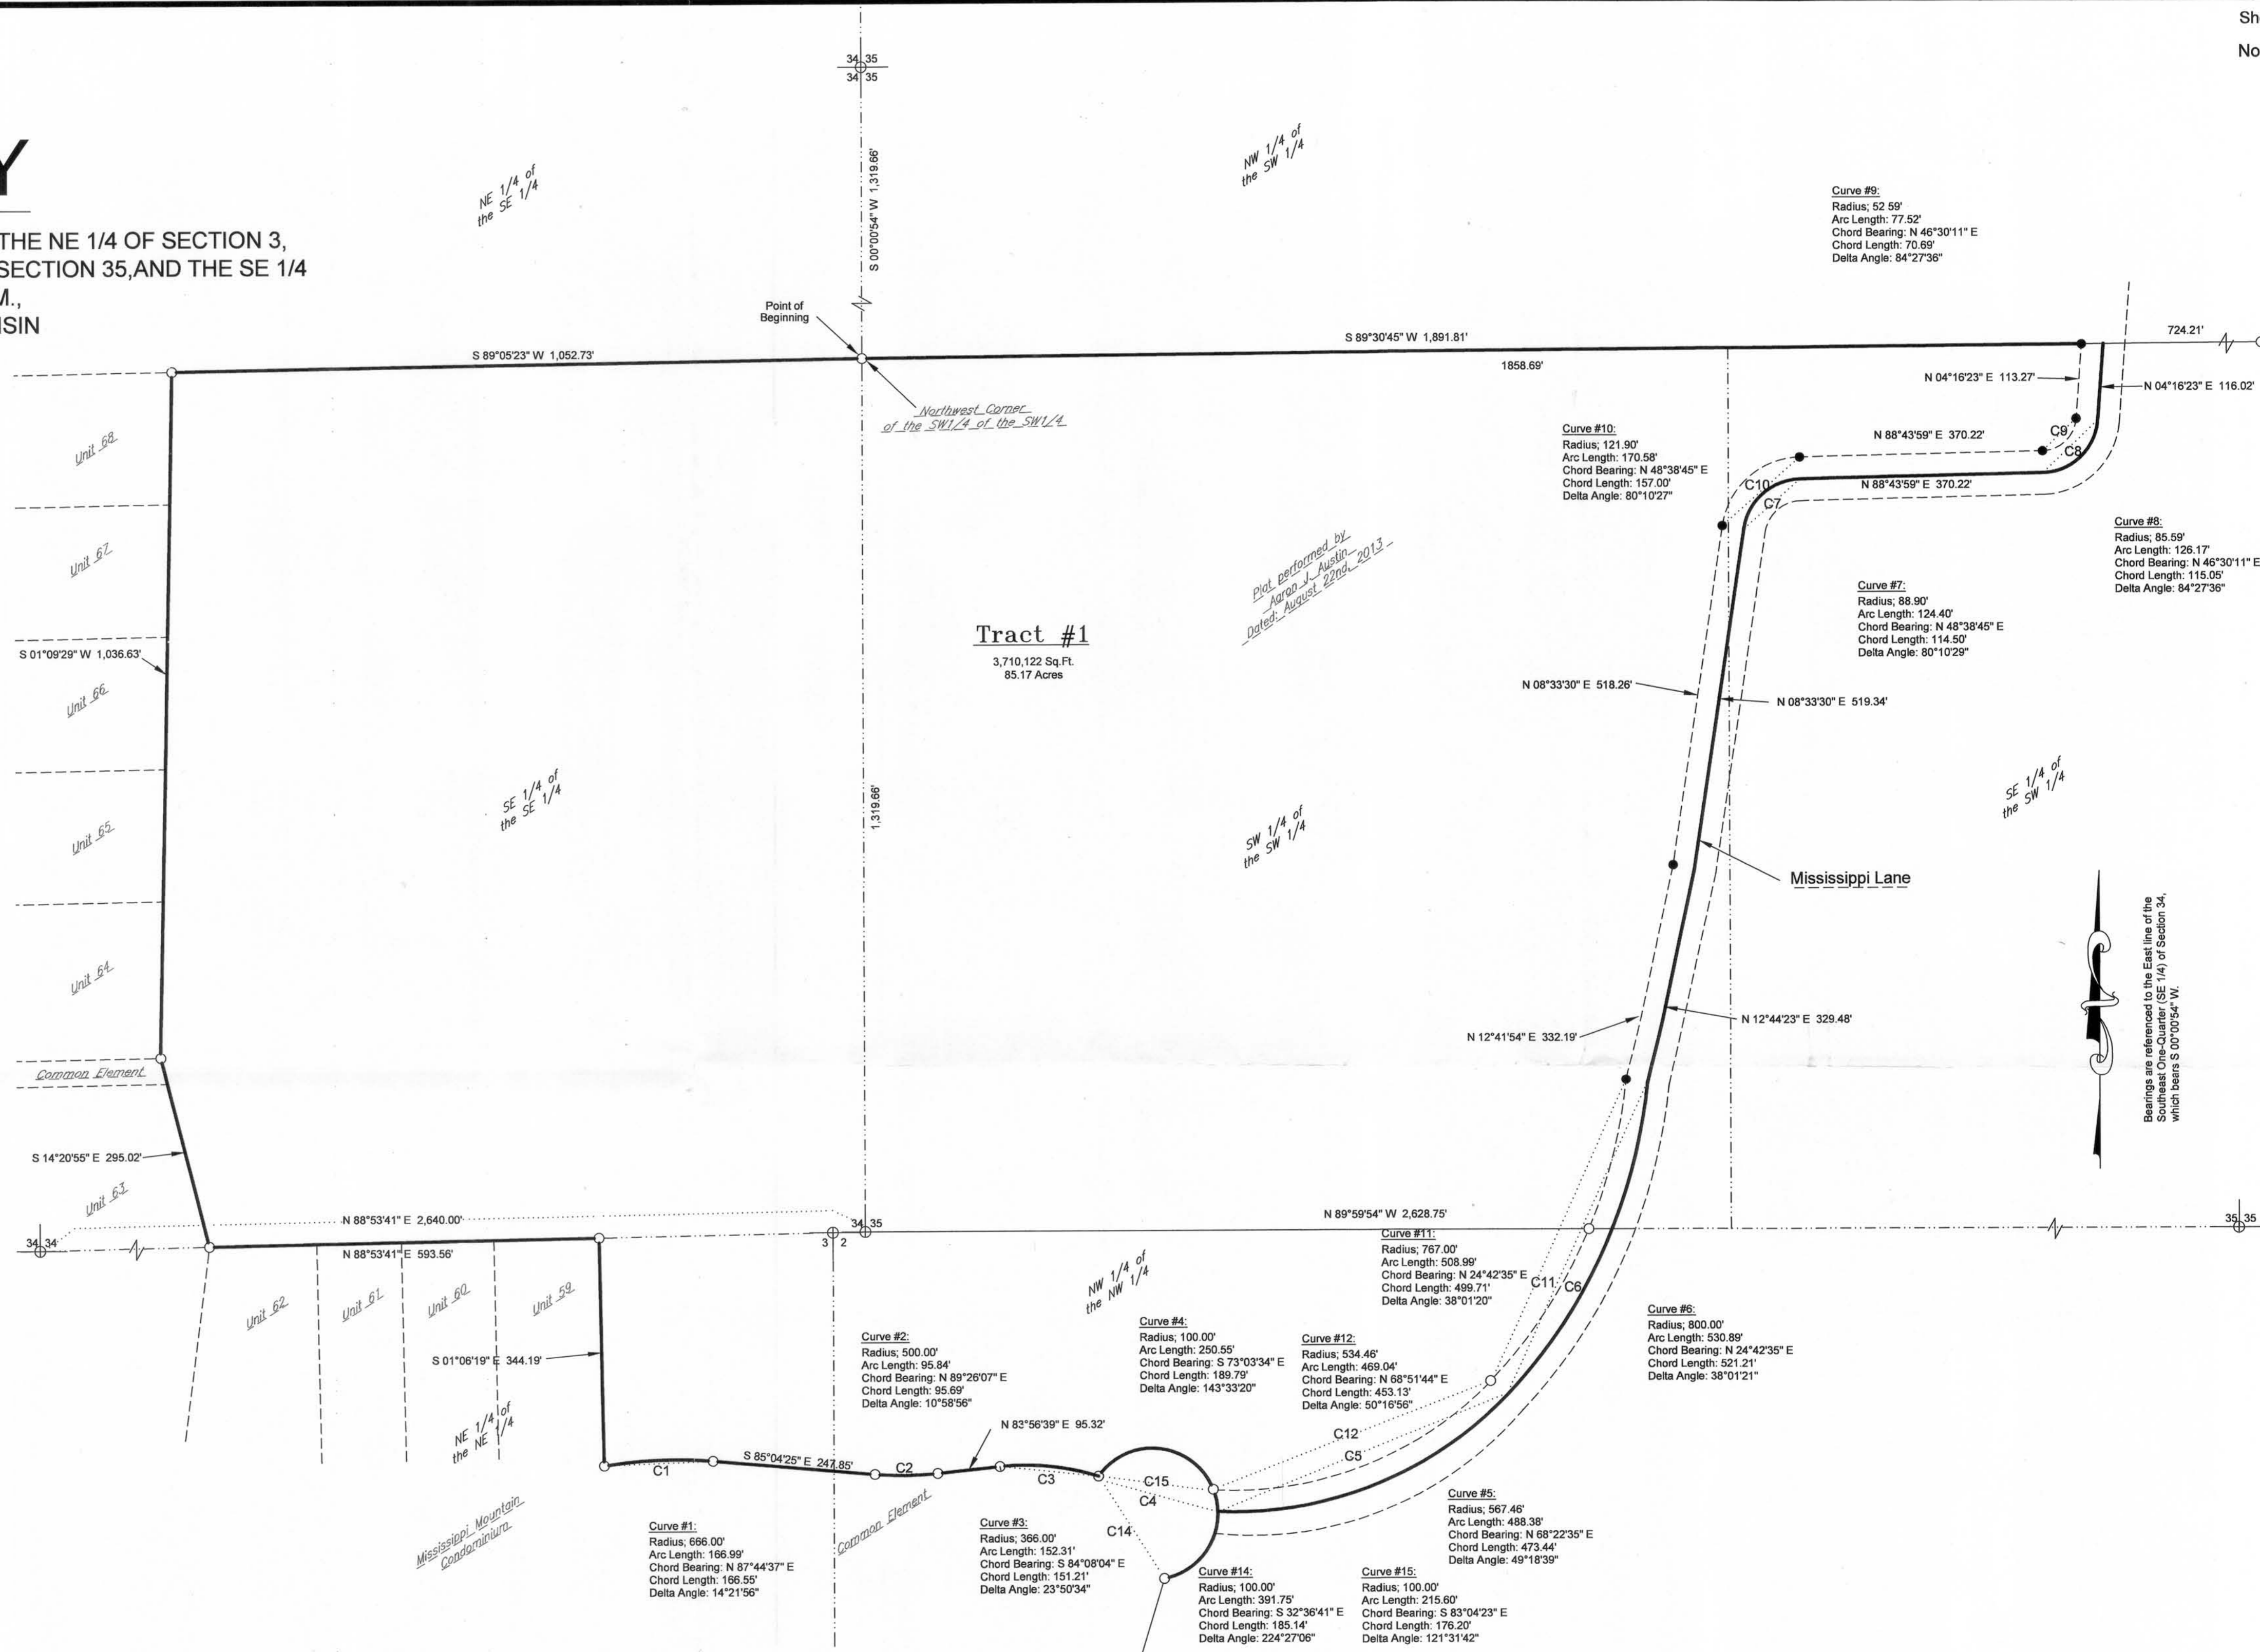 Sh
No
34 35
34 35
Y
THE NE 1/4 OF SECTION 3,
SECTION 35,AND THE SE 1/4
M.,
NSIN
NE 1/4 of
the SE 1/4
S 00°00'54" W 1,319.66'
NW 1/4 of
the SW 1/4
Curve #9:
Radius; 52 59'
Arc Length: 77.52'
Chord Bearing: N 46°30'11" E
Chord Length: 70.69'
Delta Angle: 84°27'36"
Point of
Beginning
S 89°05'23" W 1,052.73'
S 89°30'45" W 1,891.81'
1858.69'
724.21'
N 04°16'23" E 113.27'
N 04°16'23" E 116.02'
Northwest Corner
of the SW1/4 of the SW1/4
Curve #10:
Radius; 121.90'
Arc Length: 170.58'
Chord Bearing: N 48°38'45" E
Chord Length: 157.00'
Delta Angle: 80°10'27"
N 88°43'59" E 370.22'
C9
C8
N 88°43'59" E 370.22'
C10
C7
Unit 68
Unit 67
Unit 66
Unit 65
Unit 64
Common Element
Unit 63
S 01°09'29" W 1,036.63'
Plat performed by
Aaron J. Austin
Dated: August 22nd, 2013
Curve #8:
Radius; 85.59'
Arc Length: 126.17'
Chord Bearing: N 46°30'11" E
Chord Length: 115.05'
Delta Angle: 84°27'36"
Curve #7:
Radius; 88.90'
Arc Length: 124.40'
Chord Bearing: N 48°38'45" E
Chord Length: 114.50'
Delta Angle: 80°10'29"
Tract #1
3,710,122 Sq.Ft.
85.17 Acres
N 08°33'30" E 518.26'
N 08°33'30" E 519.34'
SE 1/4 of
the SE 1/4
1,319.66'
SW 1/4 of
the SW 1/4
SE 1/4 of
the SW 1/4
Mississippi Lane
N 12°41'54" E 332.19'
N 12°44'23" E 329.48'
Bearings are referenced to the East line of the
Southeast One-Quarter (SE 1/4) of Section 34,
which bears S 00°00'54" W.
S 14°20'55" E 295.02'
N 88°53'41" E 2,640.00'
34 34
34 35
3 2
N 89°59'54" W 2,628.75'
35 35
N 88°53'41" E 593.56'
Unit 62
Unit 61
Unit 60
Unit 59
NW 1/4 of
the NW 1/4
Curve #11:
Radius; 767.00'
Arc Length: 508.99'
Chord Bearing: N 24°42'35" E
Chord Length: 499.71'
Delta Angle: 38°01'20"
C11
C6
Curve #6:
Radius; 800.00'
Arc Length: 530.89'
Chord Bearing: N 24°42'35" E
Chord Length: 521.21'
Delta Angle: 38°01'21"
S 01°06'19" E 344.19'
Curve #2:
Radius; 500.00'
Arc Length: 95.84'
Chord Bearing: N 89°26'07" E
Chord Length: 95.69'
Delta Angle: 10°58'56"
Curve #4:
Radius; 100.00'
Arc Length: 250.55'
Chord Bearing: S 73°03'34" E
Chord Length: 189.79'
Delta Angle: 143°33'20"
Curve #12:
Radius; 534.46'
Arc Length: 469.04'
Chord Bearing: N 68°51'44" E
Chord Length: 453.13'
Delta Angle: 50°16'56"
NE 1/4 of
the NE 1/4
N 83°56'39" E 95.32'
C12
C5
C1
S 85°04'25" E 247.85'
C2
C3
C15
C4
C14
Mississippi Mountain
Condominium
Common Element
Curve #1:
Radius; 666.00'
Arc Length: 166.99'
Chord Bearing: N 87°44'37" E
Chord Length: 166.55'
Delta Angle: 14°21'56"
Curve #3:
Radius; 366.00'
Arc Length: 152.31'
Chord Bearing: S 84°08'04" E
Chord Length: 151.21'
Delta Angle: 23°50'34"
Curve #5:
Radius; 567.46'
Arc Length: 488.38'
Chord Bearing: N 68°22'35" E
Chord Length: 473.44'
Delta Angle: 49°18'39"
Curve #14:
Radius; 100.00'
Arc Length: 391.75'
Chord Bearing: S 32°36'41" E
Chord Length: 185.14'
Delta Angle: 224°27'06"
Curve #15:
Radius; 100.00'
Arc Length: 215.60'
Chord Bearing: S 83°04'23" E
Chord Length: 176.20'
Delta Angle: 121°31'42"